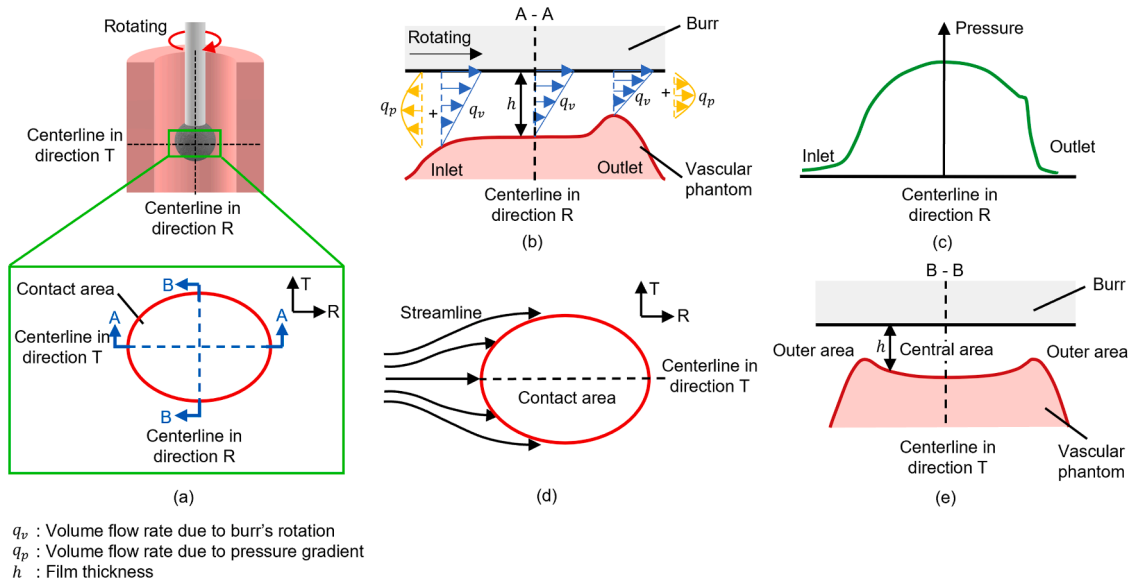 Rotating
Centerline in
direction T
Centerline in
direction R
Contact area
B
T
R
A
A
Centerline in
direction T
B
Centerline in
direction R
(a)
A - A
Burr
Rotating
q_p
+
q_v
h
q_v
q_v
+
q_p
Inlet
Outlet
Vascular
phantom
Centerline in
direction R
(b)
Pressure
Inlet
Outlet
Centerline in
direction R
(c)
Streamline
T
R
Centerline in
direction T
Contact area
(d)
B - B
Burr
Outer area
h
Central area
Outer area
Centerline in
direction T
Vascular
phantom
(e)
q_v : Volume flow rate due to burr's rotation
q_p : Volume flow rate due to pressure gradient
h : Film thickness